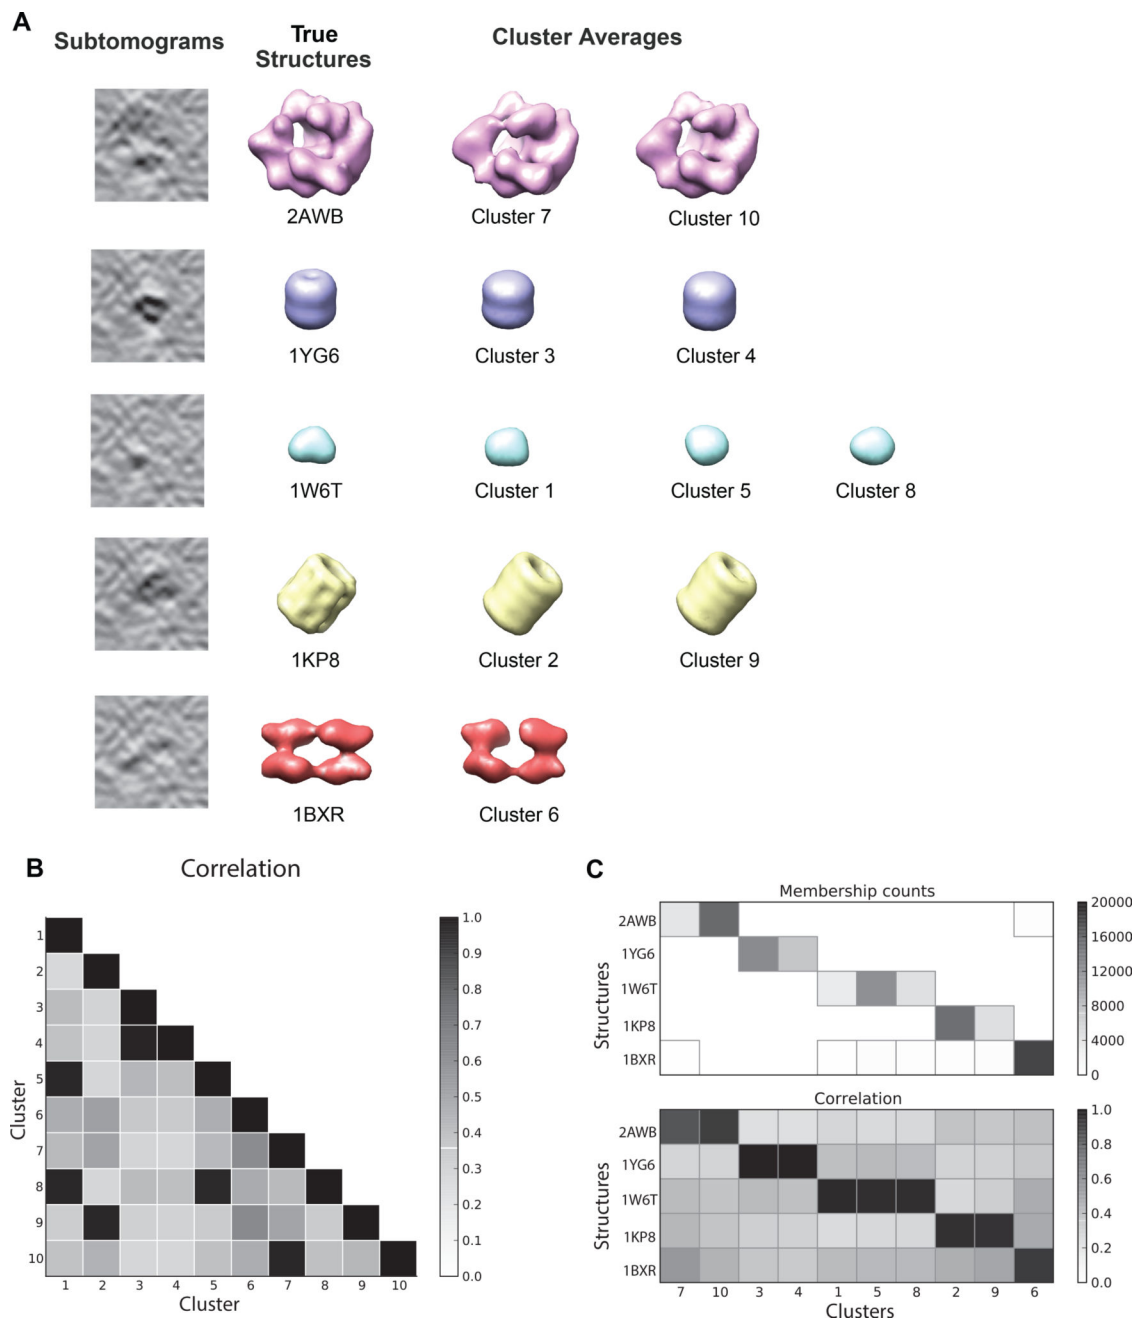 A
Subtomograms
True
Structures
Cluster Averages
2AWB
Cluster 7
Cluster 10
1YG6
Cluster 3
Cluster 4
1W6T
Cluster 1
Cluster 5
Cluster 8
1KP8
Cluster 2
Cluster 9
1BXR
Cluster 6
B
Correlation
1
2
3
4
5
6
7
8
9
10
Cluster
1 2 3 4 5 6 7 8 9 10
Cluster
1.0
0.9
0.8
0.7
0.6
0.5
0.4
0.3
0.2
0.1
0.0
C
Membership counts
2AWB
1YG6
1W6T
1KP8
1BXR
Structures
20000
16000
12000
8000
4000
0
Correlation
2AWB
1YG6
1W6T
1KP8
1BXR
Structures
1.0
0.8
0.6
0.4
0.2
0.0
7 10 3 4 1 5 8 2 9 6
Clusters